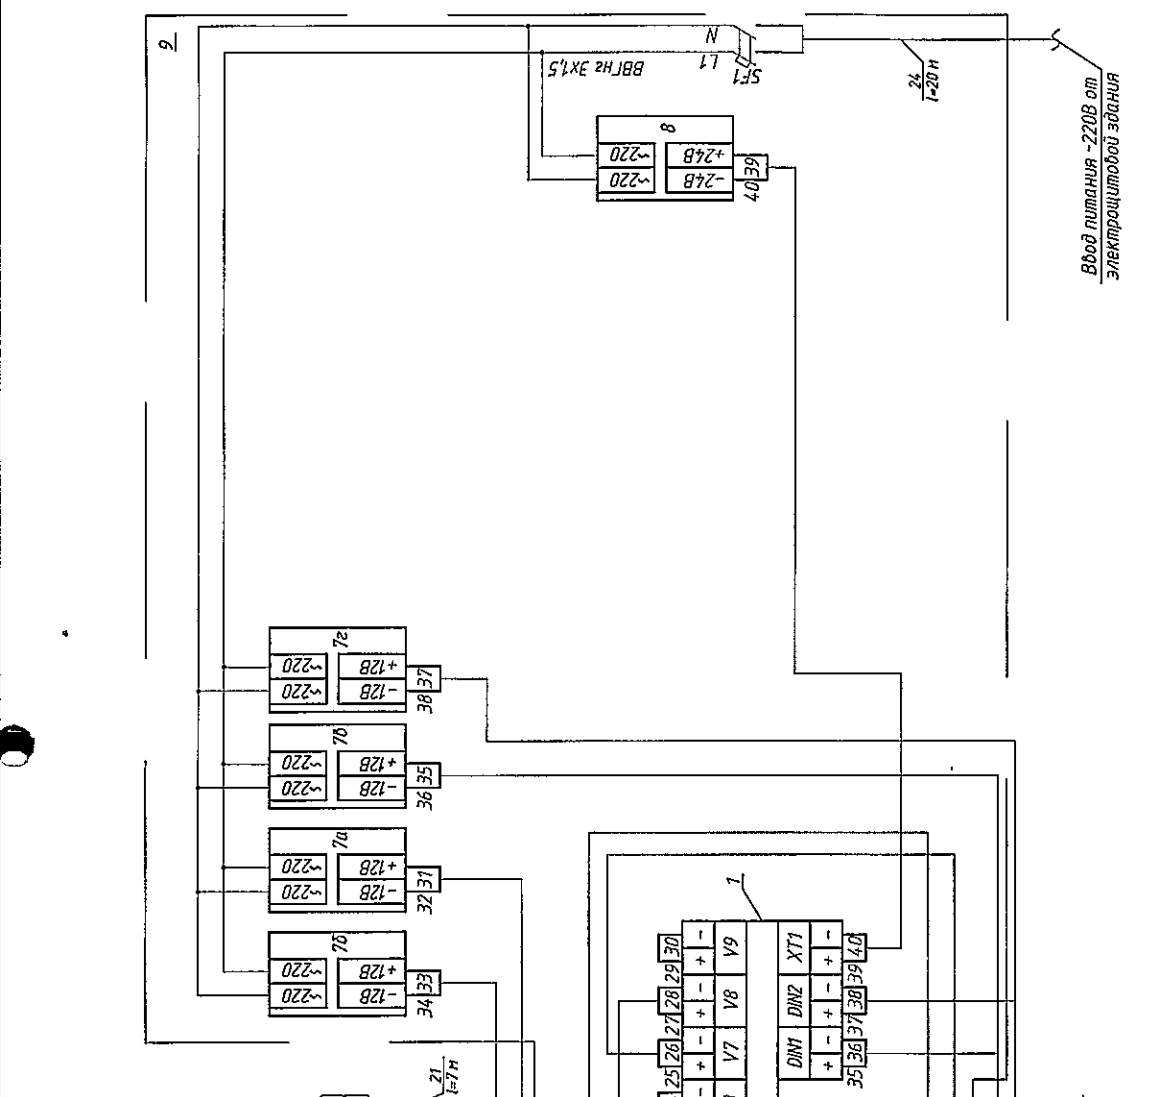 9
N
L1
SF1
ВВГнг 3х1,5
24
l=20 м
Ввод питания ~220В от
электрощитовой здания
8
~220
~220
+24В
-24В
39
40
7г
~220
~220
+12В
-12В
37
38
7б
~220
~220
+12В
-12В
35
36
7а
~220
~220
+12В
-12В
31
32
7б
~220
~220
+12В
-12В
33
34
21
l=7 м
1
30
-
29
+
V9
28
-
27
+
V8
26
-
25
+
V7
-
XT1
-
40
+
39
DIN2
-
38
+
37
DIN1
-
36
+
35